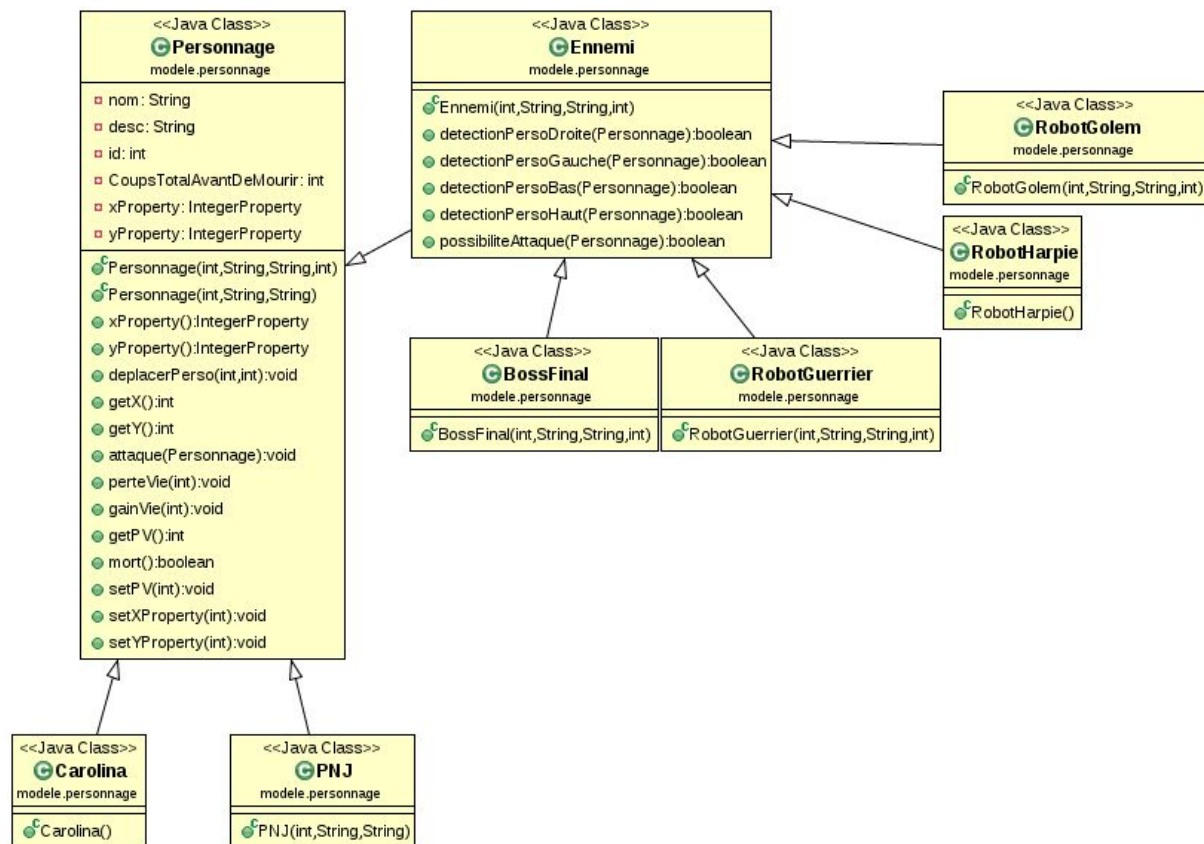 <<Java Class>>
Personnage
modele.personnage
nom: String
desc: String
id: int
CoupsTotalAvantDeMourir: int
xProperty: IntegerProperty
yProperty: IntegerProperty
Personnage(int,String,String,int)
Personnage(int,String,String)
xProperty():IntegerProperty
yProperty():IntegerProperty
deplacerPerso(int,int):void
getX():int
getY():int
attaque(Personnage):void
perteVie(int):void
gainVie(int):void
getPV():int
mort():boolean
setPV(int):void
setXProperty(int):void
setYProperty(int):void
<<Java Class>>
Ennemi
modele.personnage
Ennemi(int,String,String,int)
detectionPersoDroite(Personnage):boolean
detectionPersoGauche(Personnage):boolean
detectionPersoBas(Personnage):boolean
detectionPersoHaut(Personnage):boolean
possibiliteAttaque(Personnage):boolean
<<Java Class>>
RobotGolem
modele.personnage
RobotGolem(int,String,String,int)
<<Java Class>>
RobotHarpie
modele.personnage
RobotHarpie()
<<Java Class>>
BossFinal
modele.personnage
BossFinal(int,String,String,int)
<<Java Class>>
RobotGuerrier
modele.personnage
RobotGuerrier(int,String,String,int)
<<Java Class>>
Carolina
modele.personnage
Carolina()
<<Java Class>>
PNJ
modele.personnage
PNJ(int,String,String)